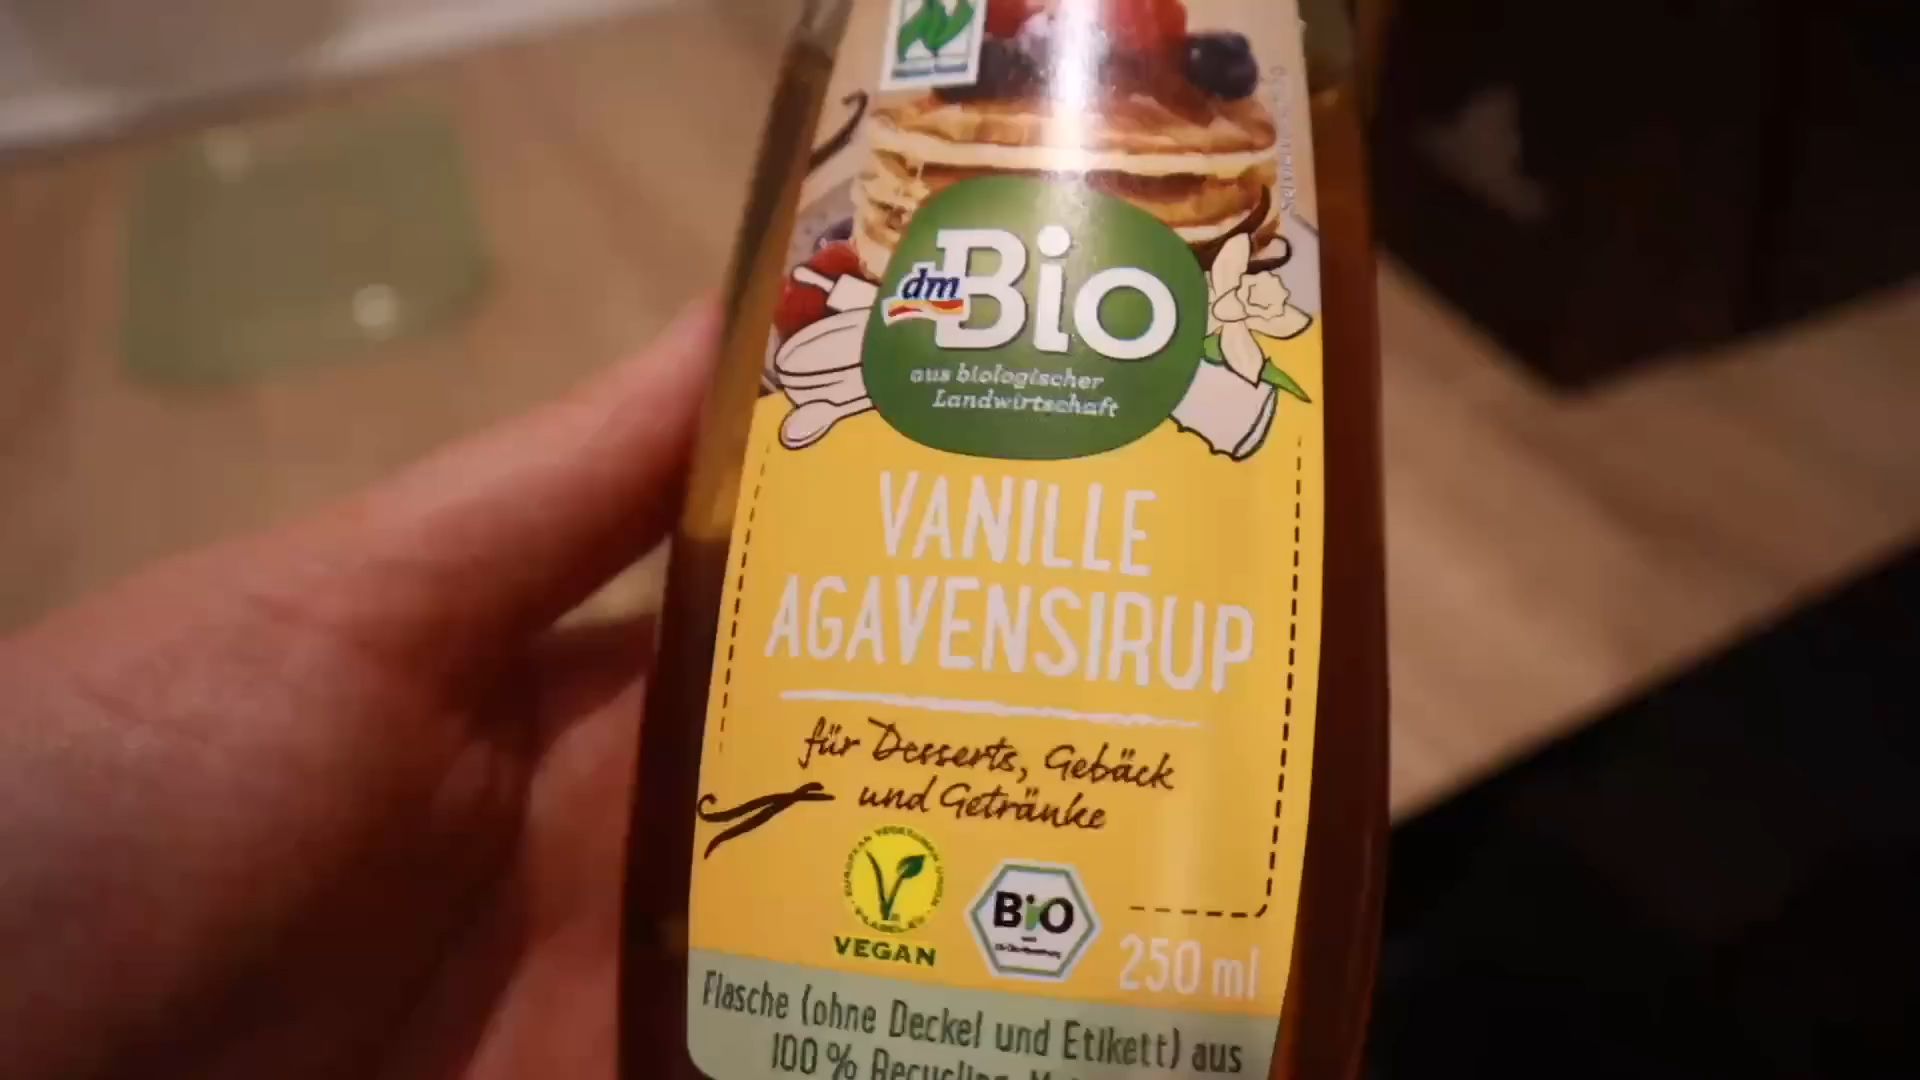 dm
Bio
aus biologischer
Landwirtschaft
VANILLE
AGAVENSIRUP
für Desserts, Gebäck
und Getränke
VEGAN
BiO
250 ml
Flasche (ohne Deckel und Etikett) aus
100 %